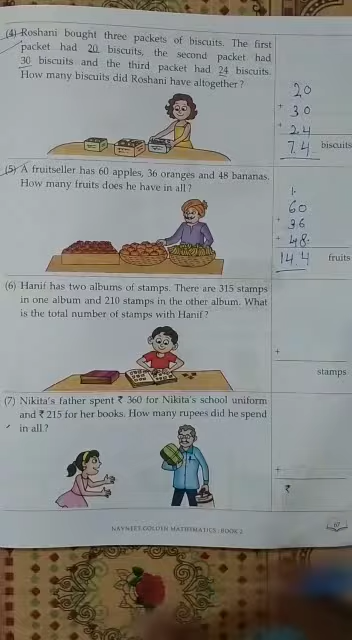 (4) Roshani bought three packets of biscuits. The first
packet had 20 biscuits, the second packet had
30 biscuits and the third packet had 24 biscuits.
How many biscuits did Roshani have altogether?
20
+ 30
+ 24
74 biscuits
(5) A fruitseller has 60 apples, 36 oranges and 48 bananas.
How many fruits does he have in all?
1
60
+ 36
+ 48
144 fruits
(6) Hanif has two albums of stamps. There are 315 stamps
in one album and 210 stamps in the other album. What
is the total number of stamps with Hanif?
+
stamps
(7) Nikita's father spent ₹ 360 for Nikita's school uniform
and ₹ 215 for her books. How many rupees did he spend
in all?
+
₹
NAVNEET GOLDEN MATHEMATICS : BOOK 2